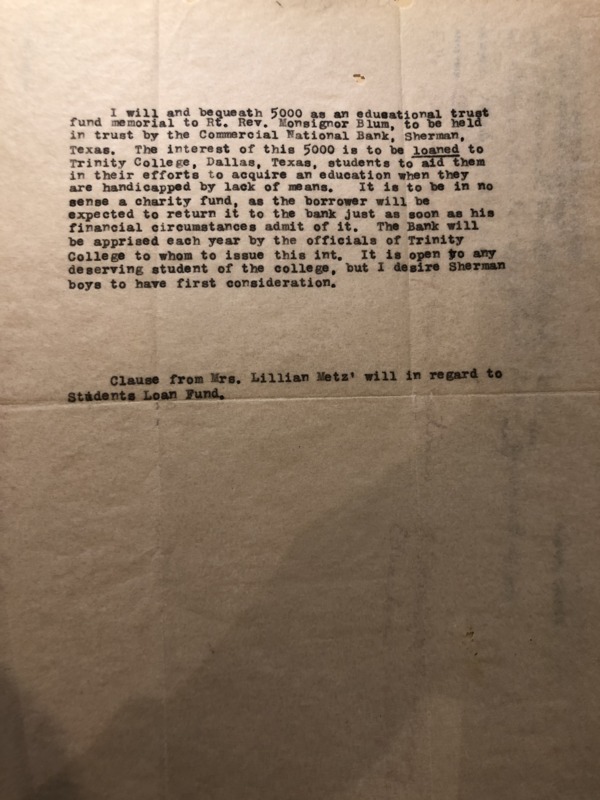 I will and bequeath 5000 as an educational trust
fund memorial to Rt. Rev. Monsignor Blum, to be held
in trust by the Commercial National Bank, Sherman,
Texas. The interest of this 5000 is to be loaned to
Trinity College, Dallas, Texas, students to aid them
in their efforts to acquire an education when they
are handicapped by lack of means. It is to be in no
sense a charity fund, as the borrower will be
expected to return it to the bank just as soon as his
financial circumstances admit of it. The Bank will
be apprised each year by the officials of Trinity
College to whom to issue this int. It is open to any
deserving student of the college, but I desire Sherman
boys to have first consideration.
Clause from Mrs. Lillian Metz' will in regard to
Students Loan Fund.